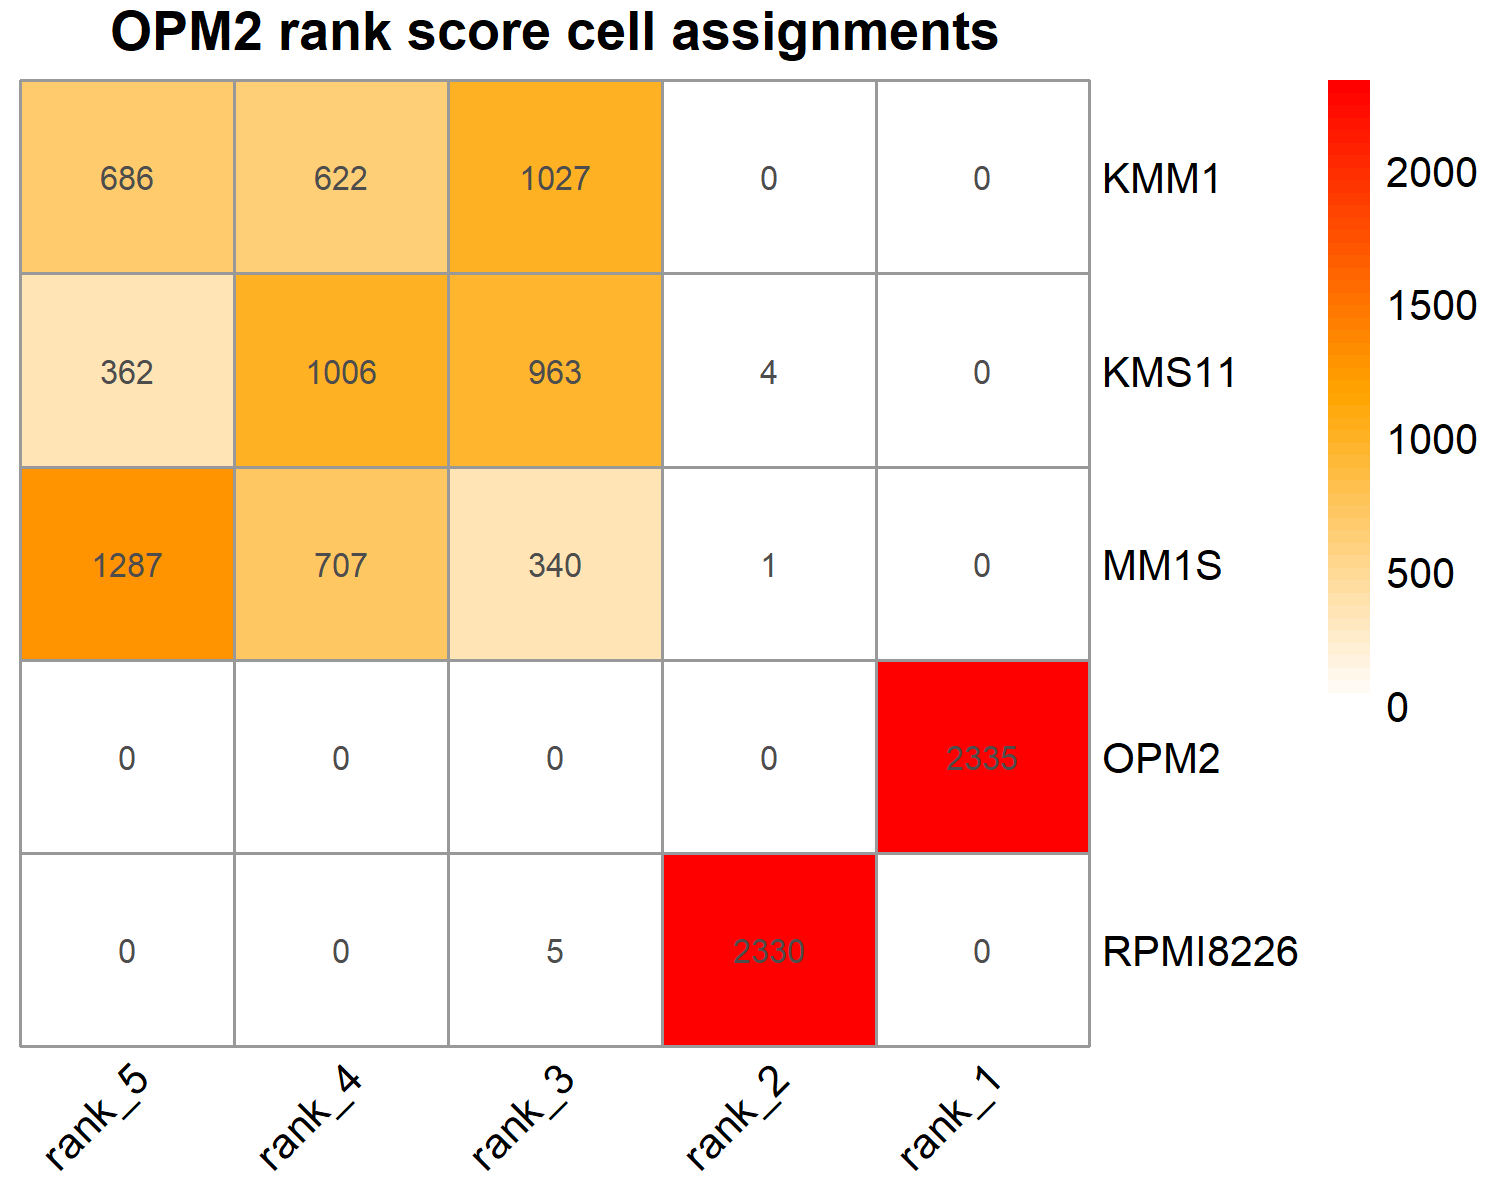 OPM2 rank score cell assignments
686 622 1027 0 0 KMM1
362 1006 963 4 0 KMS11
1287 707 340 1 0 MM1S
0 0 0 0 2335 OPM2
0 0 5 2330 0 RPMI8226
rank_5 rank_4 rank_3 rank_2 rank_1
2000
1500
1000
500
0